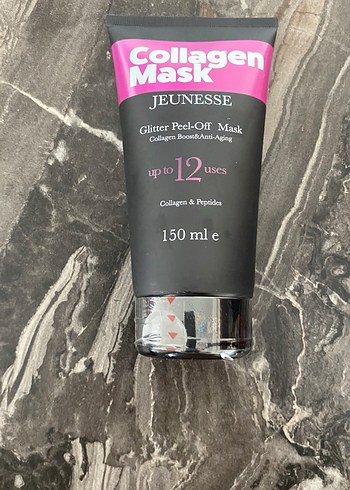 Collagen
Mask
JEUNESSE
Glitter Peel-Off Mask
Collagen Boost&Anti-Aging
up to 12 uses
Collagen & Peptides
150 ml e